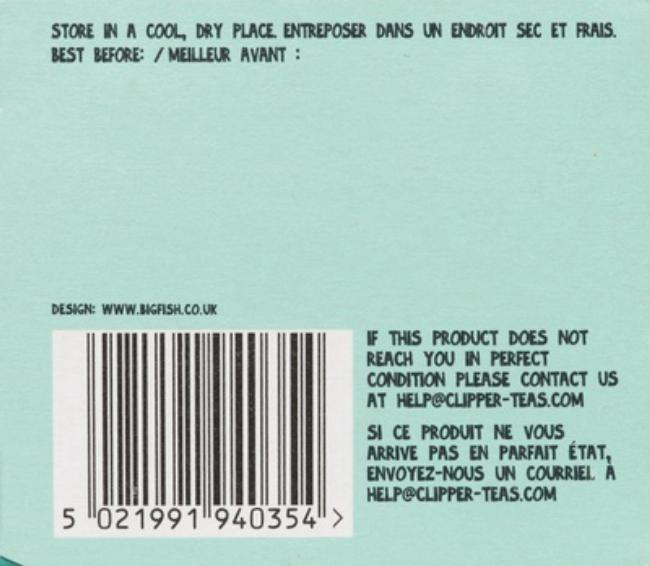 STORE IN A COOL, DRY PLACE. ENTREPOSER DANS UN ENDROIT SEC ET FRAIS.
BEST BEFORE: / MEILLEUR AVANT :
DESIGN: WWW.BIGFISH.CO.UK
5 021991 940354 >
IF THIS PRODUCT DOES NOT
REACH YOU IN PERFECT
CONDITION PLEASE CONTACT US
AT HELP@CLIPPER-TEAS.COM
SI CE PRODUIT NE VOUS
ARRIVE PAS EN PARFAIT ÉTAT,
ENVOYEZ-NOUS UN COURRIEL À
HELP@CLIPPER-TEAS.COM